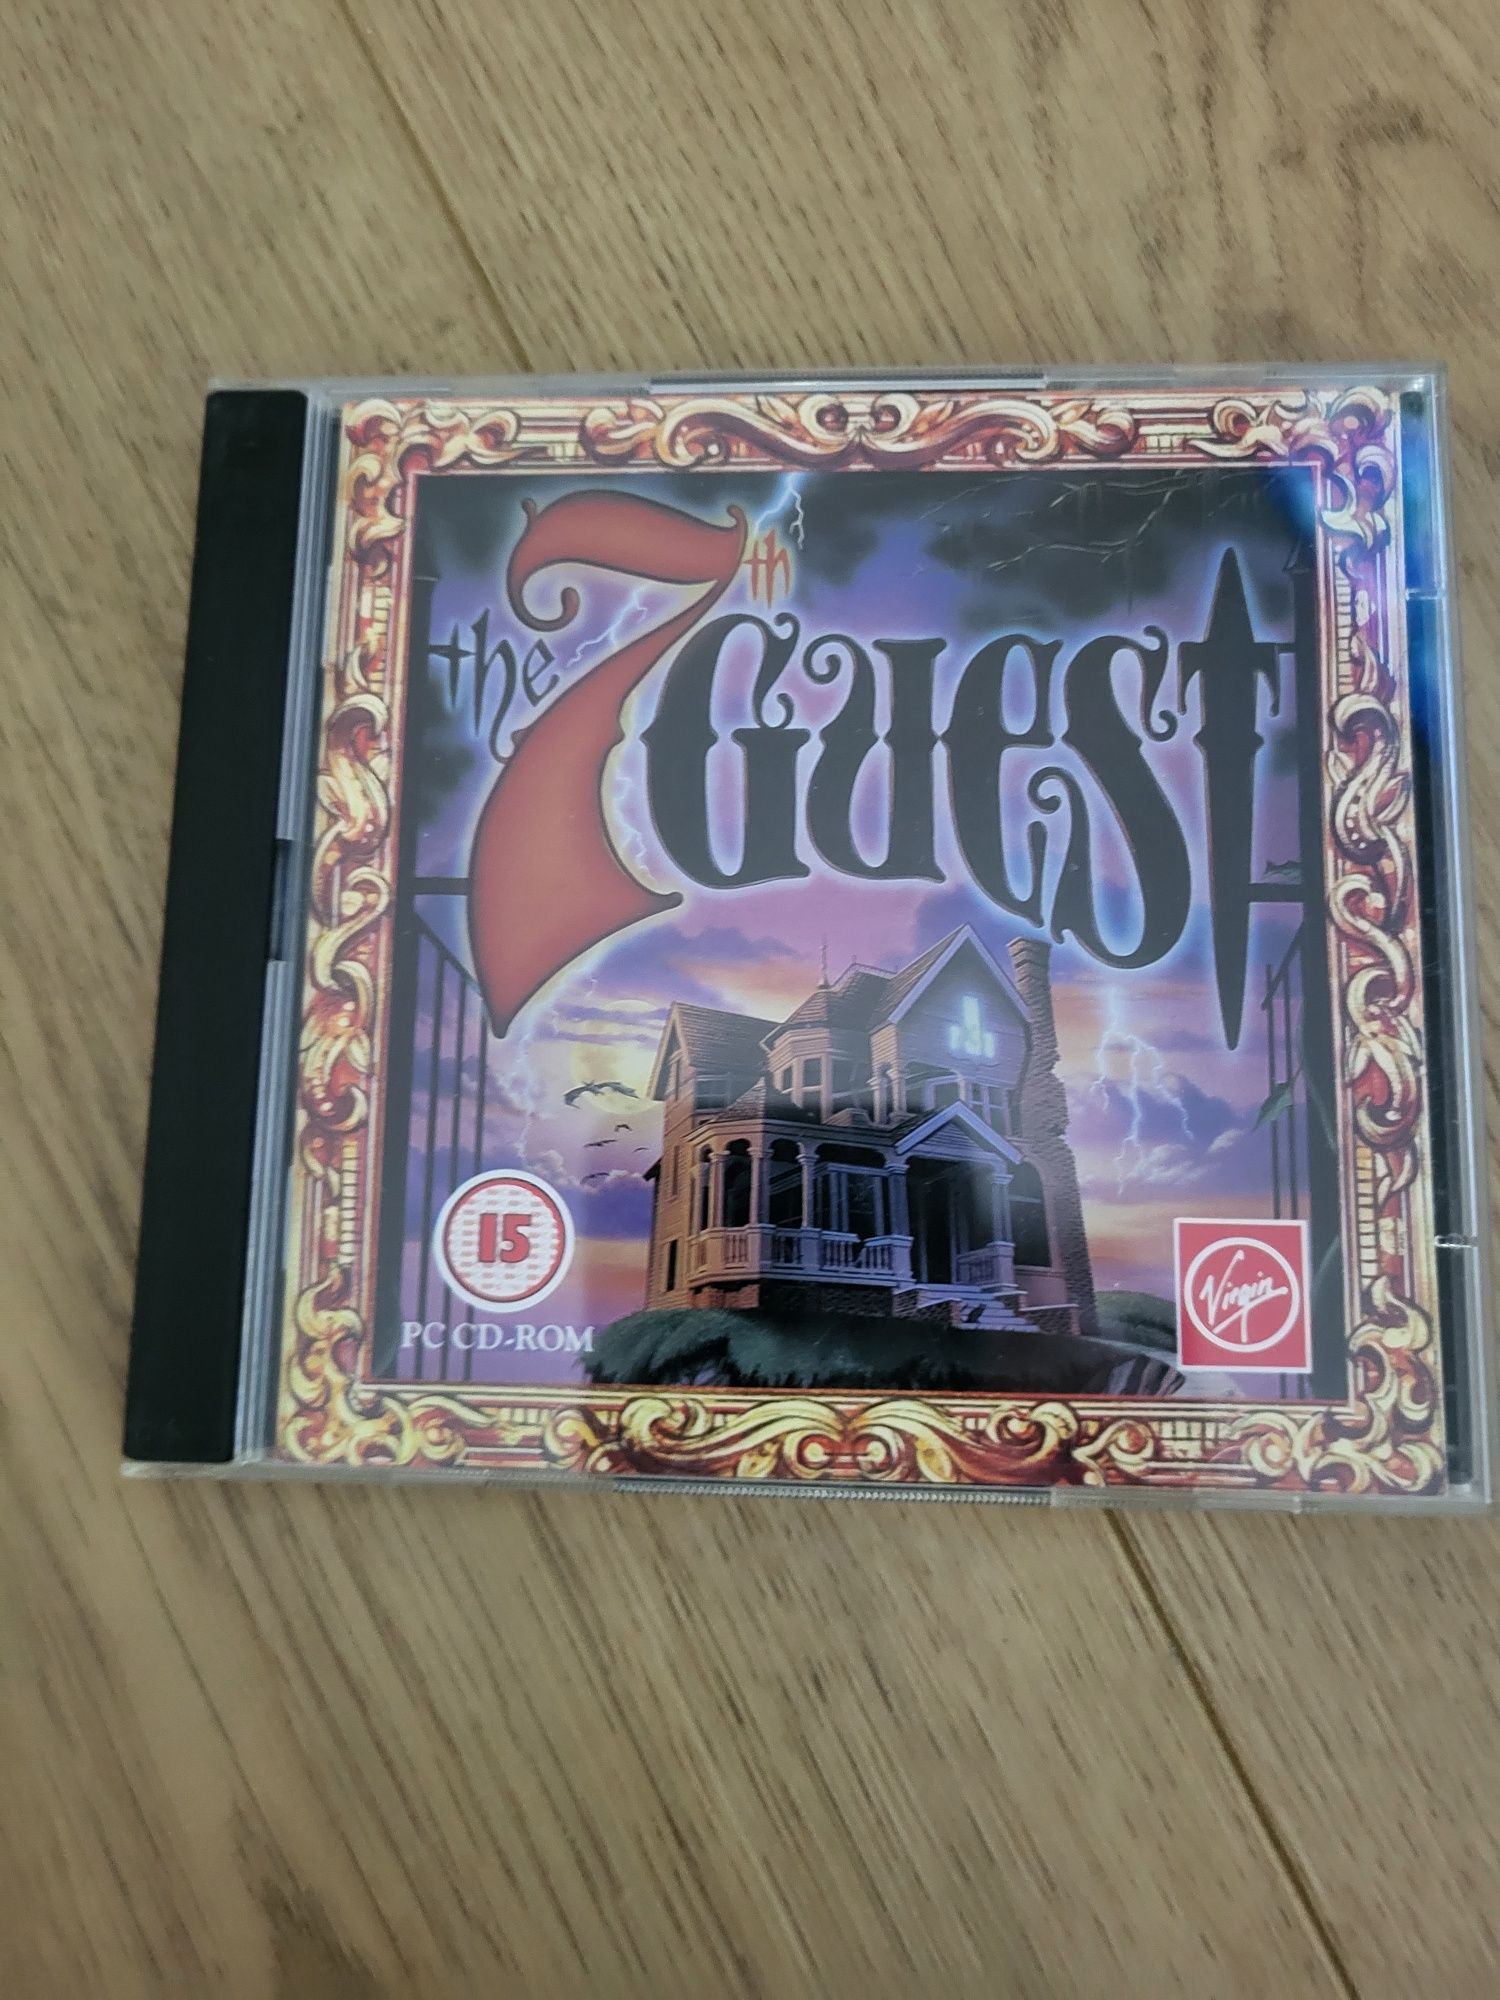 the 7th Guest
15
PC CD-ROM
Virgin